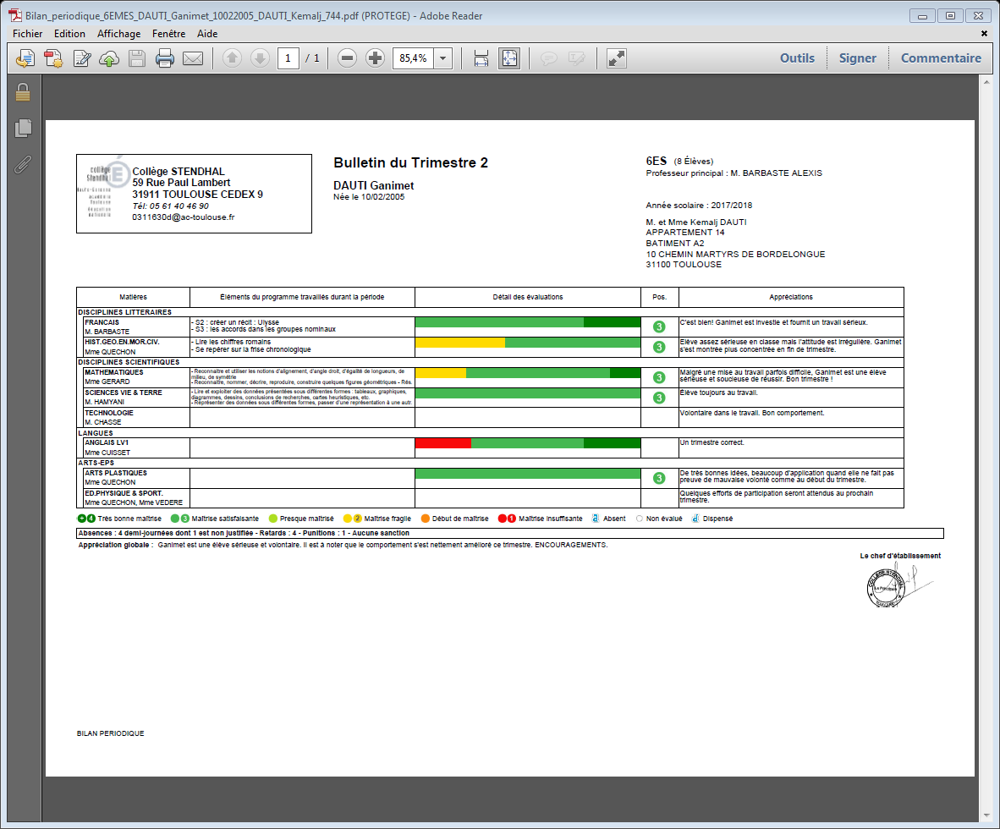 Bilan_periodique_6EMES_DAUTI_Ganimet_10022005_DAUTI_Kemalj_744.pdf (PROTEGE) - Adobe Reader
Fichier Edition Affichage Fenêtre Aide
1 / 1 85,4% Outils Signer Commentaire
collège
Stendhal
Collège STENDHAL
59 Rue Paul Lambert
31911 TOULOUSE CEDEX 9
Tél: 05 61 40 46 90
0311630d@ac-toulouse.fr
Bulletin du Trimestre 2
DAUTI Ganimet
Née le 10/02/2005
6ES (8 Élèves)
Professeur principal : M. BARBASTE ALEXIS
Année scolaire : 2017/2018
M. et Mme Kemalj DAUTI
APPARTEMENT 14
BATIMENT A2
10 CHEMIN MARTYRS DE BORDELONGUE
31100 TOULOUSE
Matières Éléments du programme travaillés durant la période Détail des évaluations Pos. Appréciations
DISCIPLINES LITTERAIRES
FRANCAIS
M. BARBASTE
- S2 : créer un récit : Ulysse
- S3 : les accords dans les groupes nominaux
3
C'est bien! Ganimet est investie et fournit un travail sérieux.
HIST.GEO.EN.MOR.CIV.
Mme QUECHON
- Lire les chiffres romains
- Se repérer sur la frise chronologique
3
Elève assez sérieuse en classe mais l'attitude est irrégulière. Ganimet
s'est montrée plus concentrée en fin de trimestre.
DISCIPLINES SCIENTIFIQUES
MATHEMATIQUES
Mme GERARD
- Reconnaitre et utiliser les notions d'alignement, d'angle droit, d'égalité de longueurs, de
milieu, de symétrie
- Reconnaitre, nommer, décrire, reproduire, construire quelques figures géométriques - Rés.
3
Malgré une mise au travail parfois difficile, Ganimet est une élève
sérieuse et soucieuse de réussir. Bon trimestre !
SCIENCES VIE & TERRE
M. HAMYANI
- Lire et exploiter des données présentées sous différentes formes : tableaux, graphiques,
diagrammes, dessins, conclusions de recherches, cartes heuristiques, etc.
- Représenter des données sous différentes formes, passer d'une représentation à une autr.
3
Élève toujours au travail.
TECHNOLOGIE
M. CHASSE
Volontaire dans le travail. Bon comportement.
LANGUES
ANGLAIS LV1
Mme CUISSET
Un trimestre correct.
ARTS-EPS
ARTS PLASTIQUES
Mme QUECHON
3
De très bonnes idées, beaucoup d'application quand elle ne fait pas
preuve de mauvaise volonté comme au début du trimestre.
ED.PHYSIQUE & SPORT.
Mme QUECHON, Mme VEDERE
Quelques efforts de participation seront attendus au prochain
trimestre.
+ 4 Très bonne maîtrise 3 Maîtrise satisfaisante Presque maîtrisé 2 Maîtrise fragile Début de maîtrise 1 Maîtrise insuffisante a Absent Non évalué d Dispensé
Absences : 4 demi-journées dont 1 est non justifiée - Retards : 4 - Punitions : 1 - Aucune sanction
Appréciation globale : Ganimet est une élève sérieuse et volontaire. Il est à noter que le comportement s'est nettement amélioré ce trimestre. ENCOURAGEMENTS.
Le chef d'établissement
COLLÈGE STENDHAL
TOULOUSE
BILAN PERIODIQUE